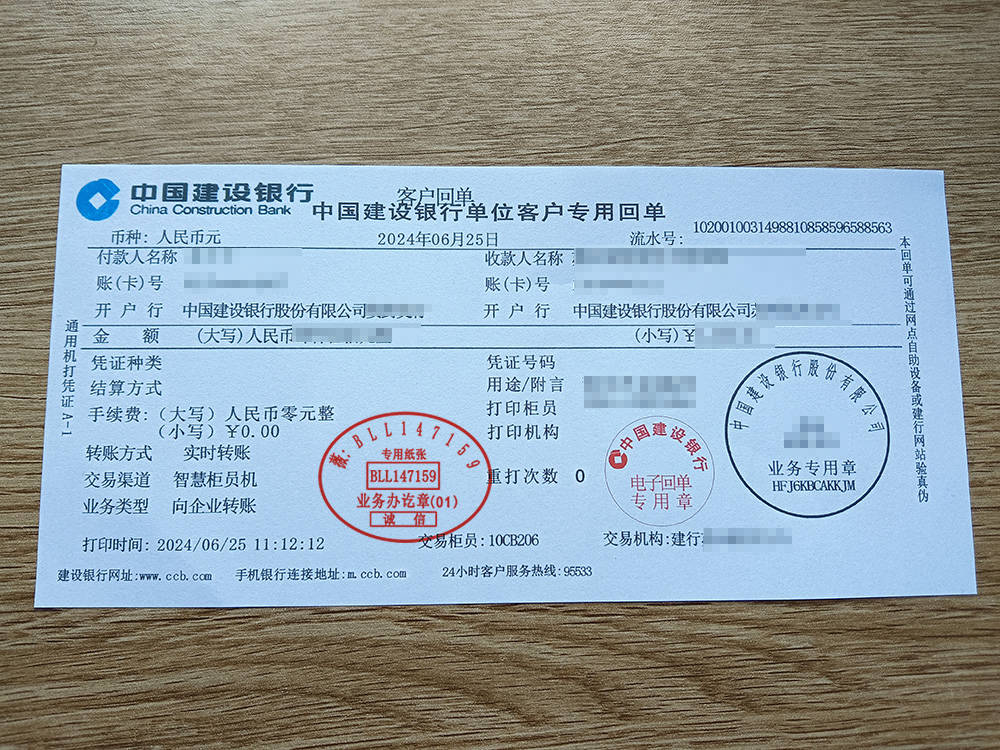 中国建设银行
China Construction Bank
客户回单
中国建设银行单位客户专用回单
币种: 人民币元 2024年06月25日 流水号: 1020010031498810858596588563
付款人名称 收款人名称
账(卡)号 账(卡)号
开户行 中国建设银行股份有限公司 开户行 中国建设银行股份有限公司
金额 (大写)人民币 (小写)¥
凭证种类 凭证号码
结算方式 用途/附言
打印柜员
手续费:(大写)人民币零元整
(小写)¥0.00 打印机构
转账方式 实时转账
重打次数 0
交易渠道 智慧柜员机
业务类型 向企业转账
打印时间: 2024/06/25 11:12:12 交易柜员:10CB206 交易机构:建行
建设银行网址:www.ccb.com 手机银行连接地址:m.ccb.com 24小时客户服务热线:95533
通用机打凭证A-1
本回单可通过网点自助设备或建行网站验真伪
薇:BLL147159
专用纸张
BLL147159
业务办讫章(01)
诚信
中国建设银行
电子回单
专用章
中国建设银行股份有限公司
业务专用章
HFJ6KBCAKKJM